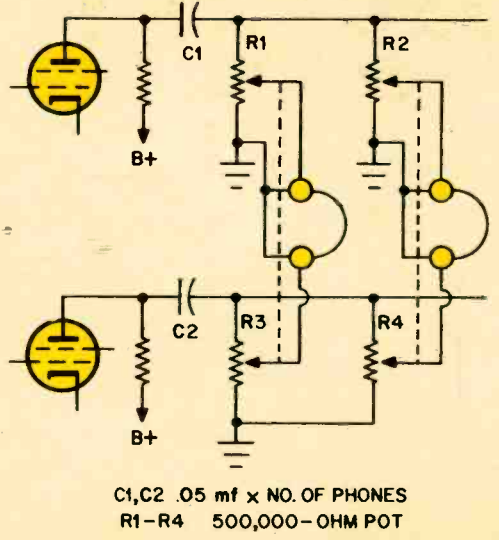 C1
R1
R2
B+
C2
R3
R4
B+
C1,C2 .05 mf x NO. OF PHONES
R1-R4 500,000-OHM POT